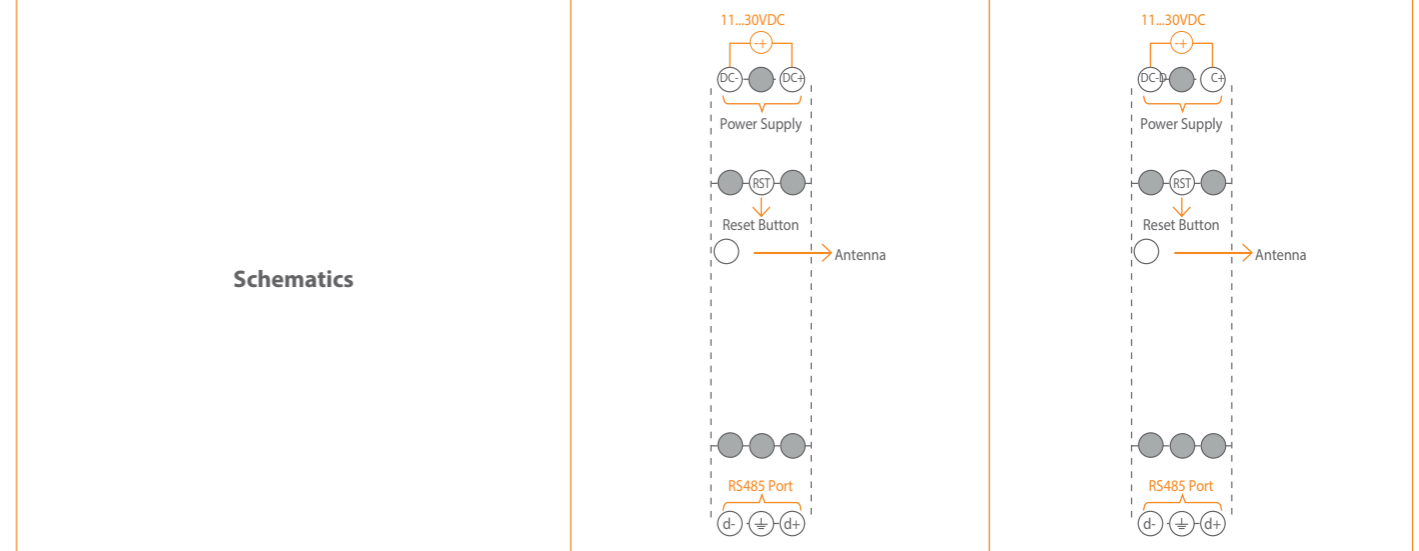 Schematics
11...30VDC
-+
DC- DC+
Power Supply
RST
Reset Button
Antenna
RS485 Port
d- d+
11...30VDC
-+
DC-D C+
Power Supply
RST
Reset Button
Antenna
RS485 Port
d- d+